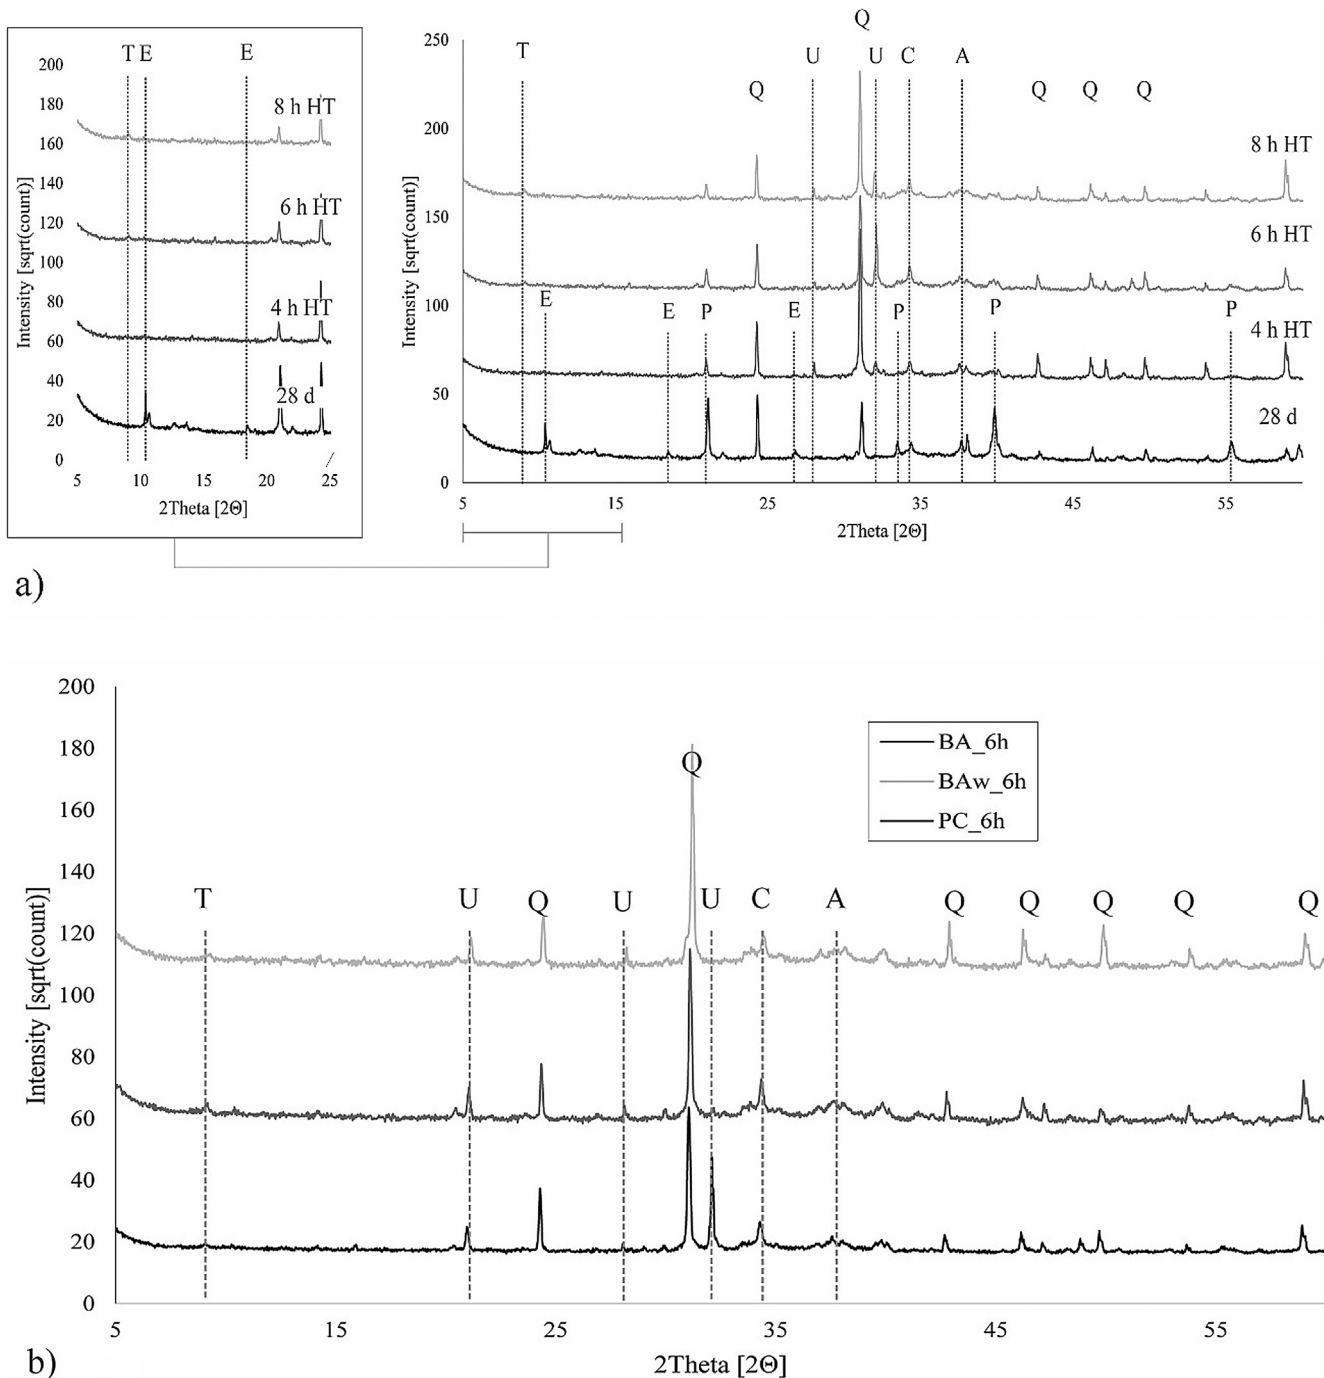 T E E
200
180
8 h HT
160
140
6 h HT
120
100
80
4 h HT
60
40
28 d
20
0
5 10 15 20 25
2Theta [2Θ]
Intensity [sqrt(count)]
Q
250
T U U C A
Q Q Q Q
200
8 h HT
150
6 h HT
100
E E P E P P P
4 h HT
50
28 d
0
5 15 25 35 45 55
2Theta [2Θ]
Intensity [sqrt(count)]
a)
200
180
Q
BA_6h
BAw_6h
PC_6h
160
140
T U Q U U C A Q Q Q Q Q
120
100
80
60
40
20
0
5 15 25 35 45 55
2Theta [2Θ]
Intensity [sqrt(count)]
b)